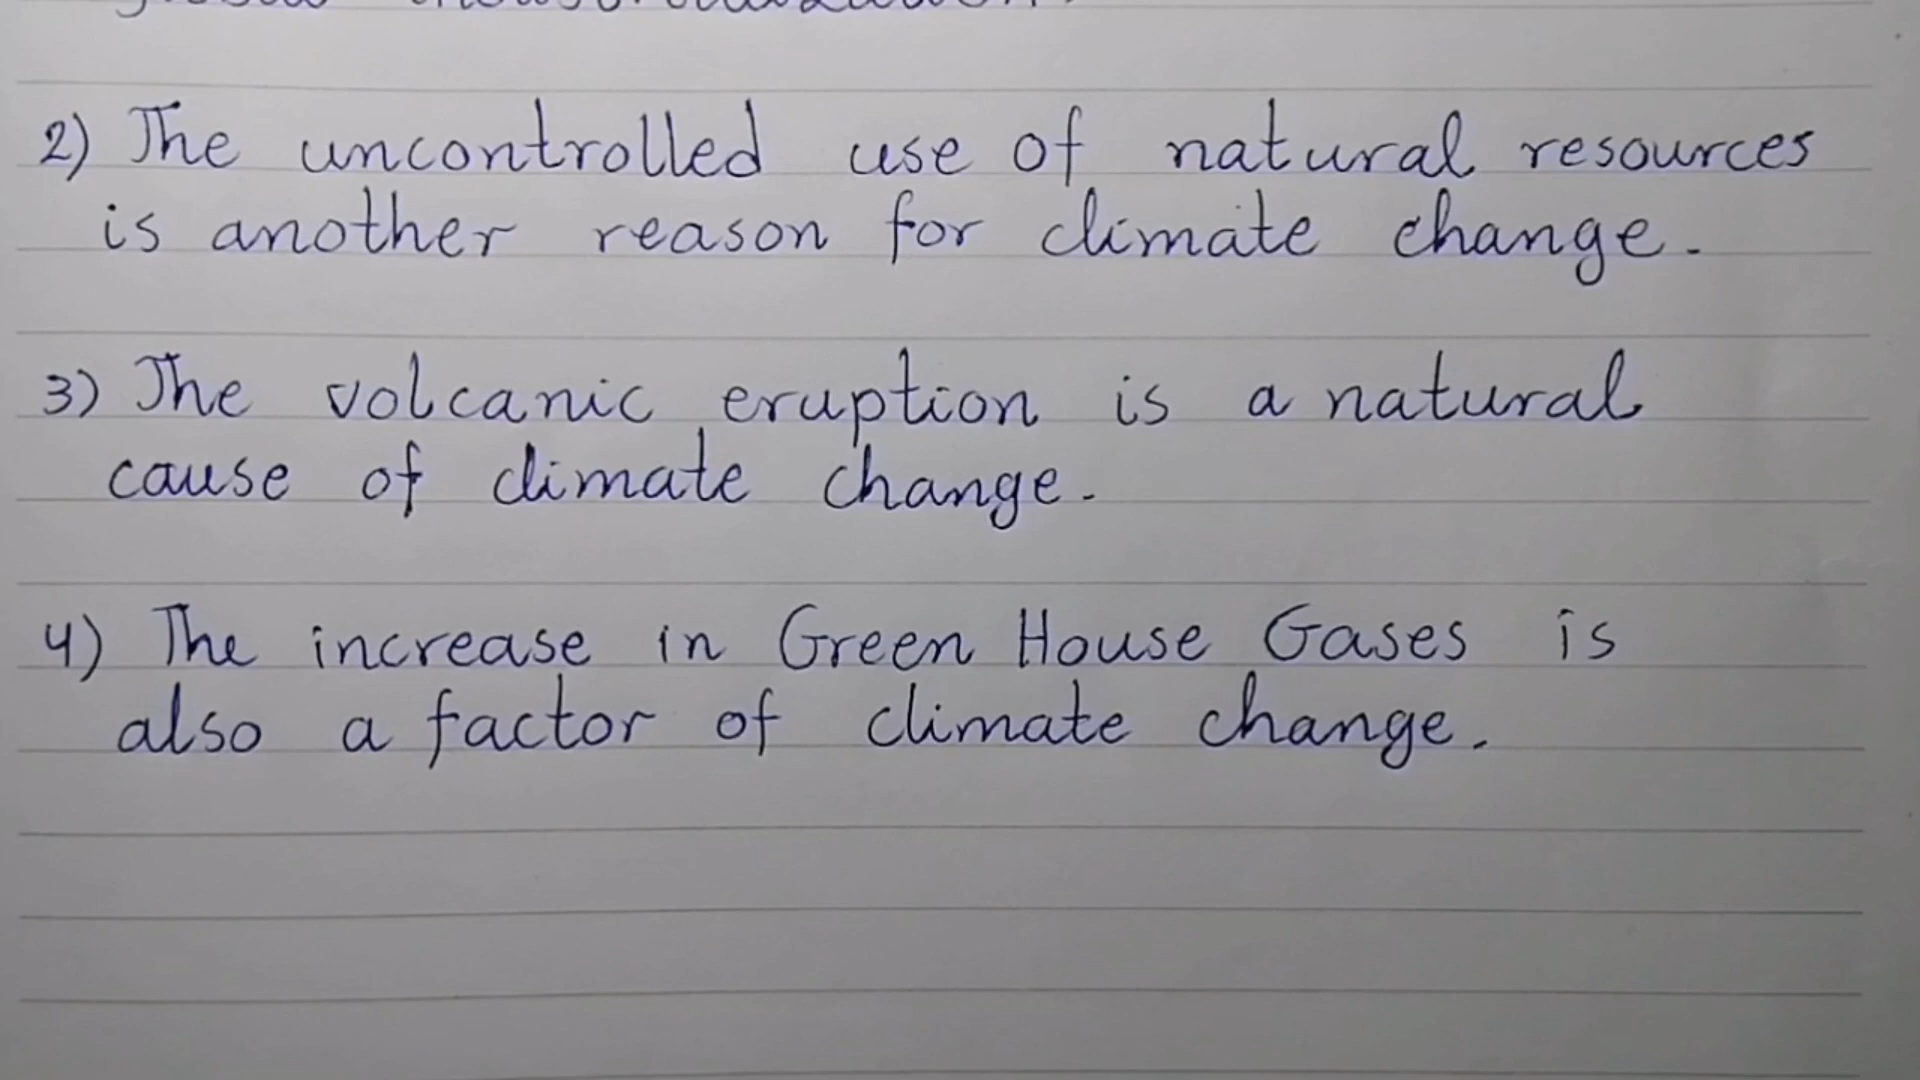 2) The uncontrolled use of natural resources
is another reason for climate change.
3) The volcanic eruption is a natural
cause of climate change.
4) The increase in Green House Gases is
also a factor of climate change.